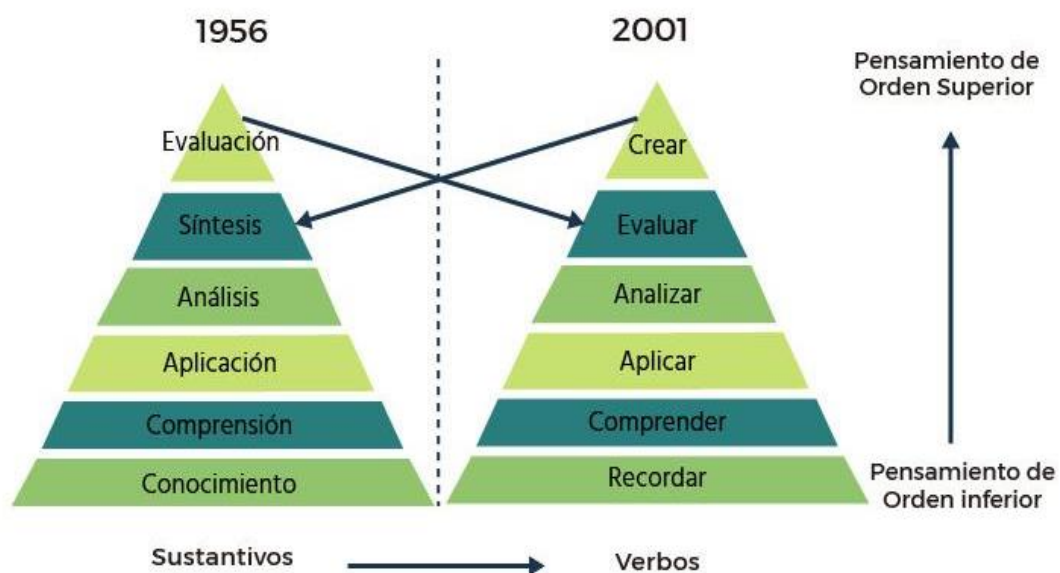 1956
2001
Pensamiento de
Orden Superior
Evaluación
Crear
Síntesis
Evaluar
Análisis
Analizar
Aplicación
Aplicar
Comprensión
Comprender
Conocimiento
Recordar
Pensamiento de
Orden inferior
Sustantivos
Verbos